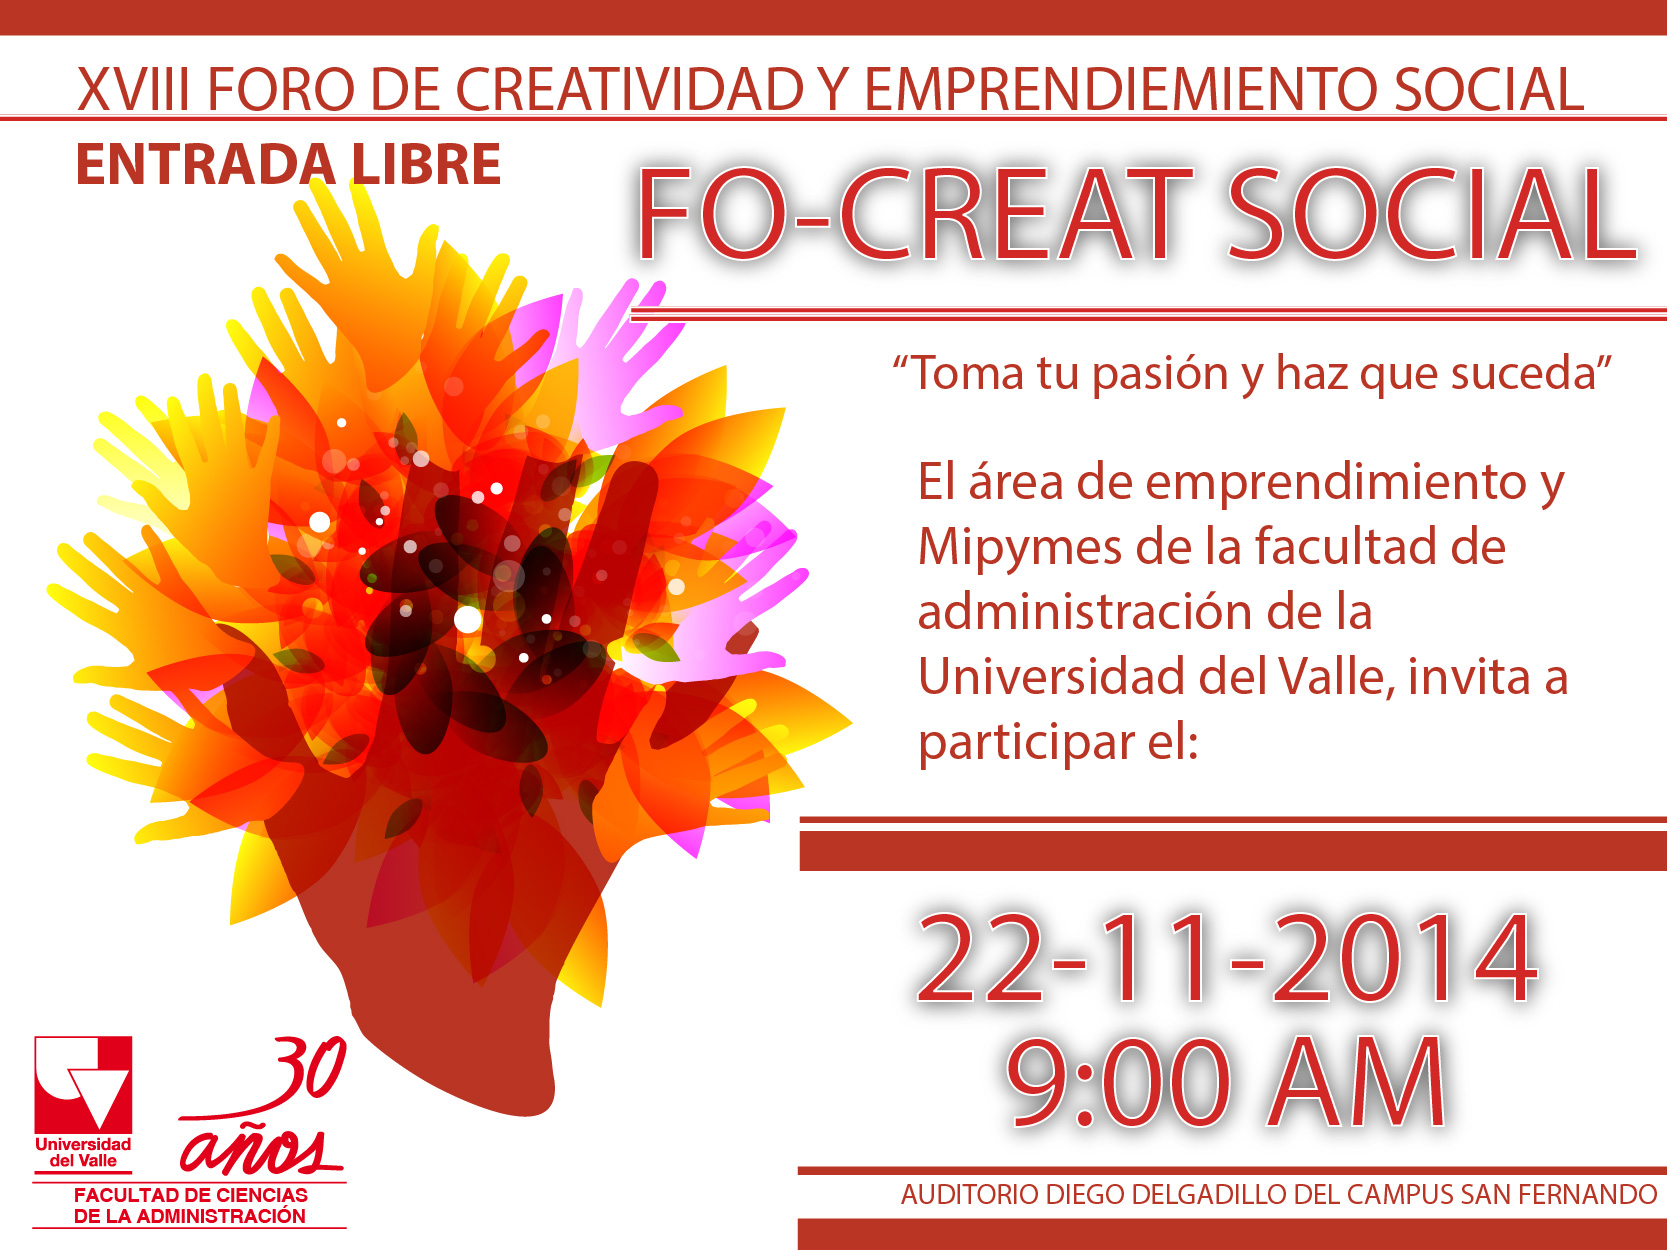 XVIII FORO DE CREATIVIDAD Y EMPRENDIEMIENTO SOCIAL
ENTRADA LIBRE
FO-CREAT SOCIAL
“Toma tu pasión y haz que suceda”
El área de emprendimiento y
Mipymes de la facultad de
administración de la
Universidad del Valle, invita a
participar el:
22-11-2014
9:00 AM
AUDITORIO DIEGO DELGADILLO DEL CAMPUS SAN FERNANDO
Universidad
del Valle
30
años
FACULTAD DE CIENCIAS
DE LA ADMINISTRACIÓN